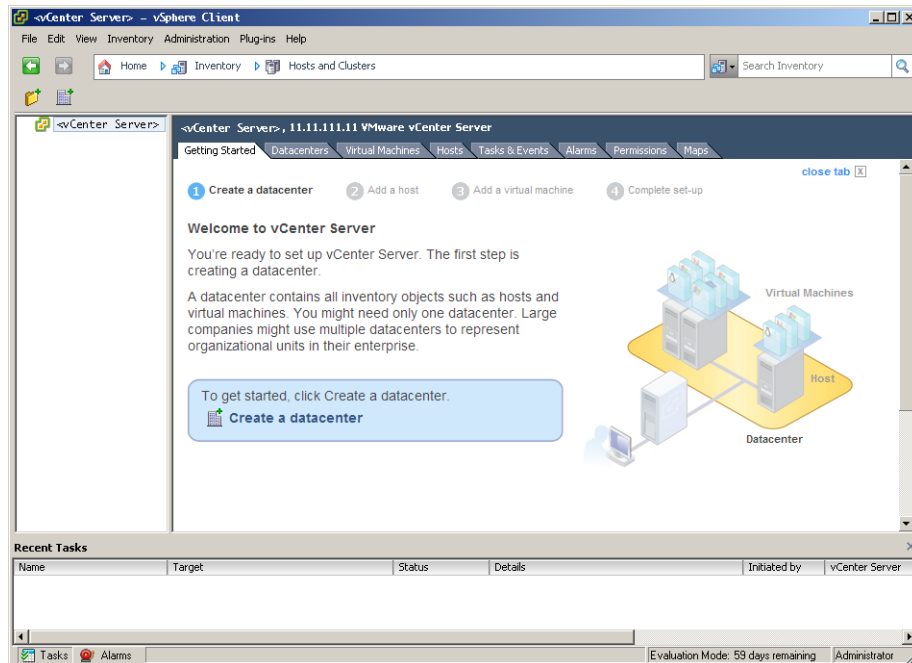 <vCenter Server> - vSphere Client
File Edit View Inventory Administration Plug-ins Help
Home Inventory Hosts and Clusters
Search Inventory
<vCenter Server>
<vCenter Server>, 11.11.111.11 VMware vCenter Server
Getting Started Datacenters Virtual Machines Hosts Tasks & Events Alarms Permissions Maps
close tab X
1 Create a datacenter 2 Add a host 3 Add a virtual machine 4 Complete set-up
Welcome to vCenter Server
You're ready to set up vCenter Server. The first step is
creating a datacenter.
A datacenter contains all inventory objects such as hosts and
virtual machines. You might need only one datacenter. Large
companies might use multiple datacenters to represent
organizational units in their enterprise.
To get started, click Create a datacenter.
Create a datacenter
Virtual Machines
Host
Datacenter
Recent Tasks
Name Target Status Details Initiated by vCenter Server
Tasks Alarms Evaluation Mode: 59 days remaining Administrator